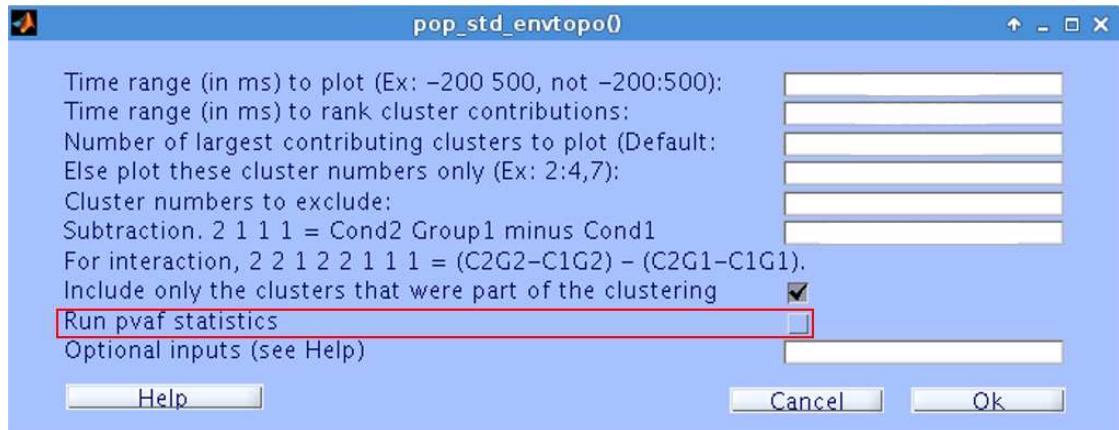 pop_std_envtopo()
Time range (in ms) to plot (Ex: −200 500, not −200:500):
Time range (in ms) to rank cluster contributions:
Number of largest contributing clusters to plot (Default:
Else plot these cluster numbers only (Ex: 2:4,7):
Cluster numbers to exclude:
Subtraction. 2 1 1 1 = Cond2 Group1 minus Cond1
For interaction, 2 2 1 2 2 1 1 1 = (C2G2−C1G2) − (C2G1−C1G1).
Include only the clusters that were part of the clustering
Run pvaf statistics
Optional inputs (see Help)
Help Cancel Ok